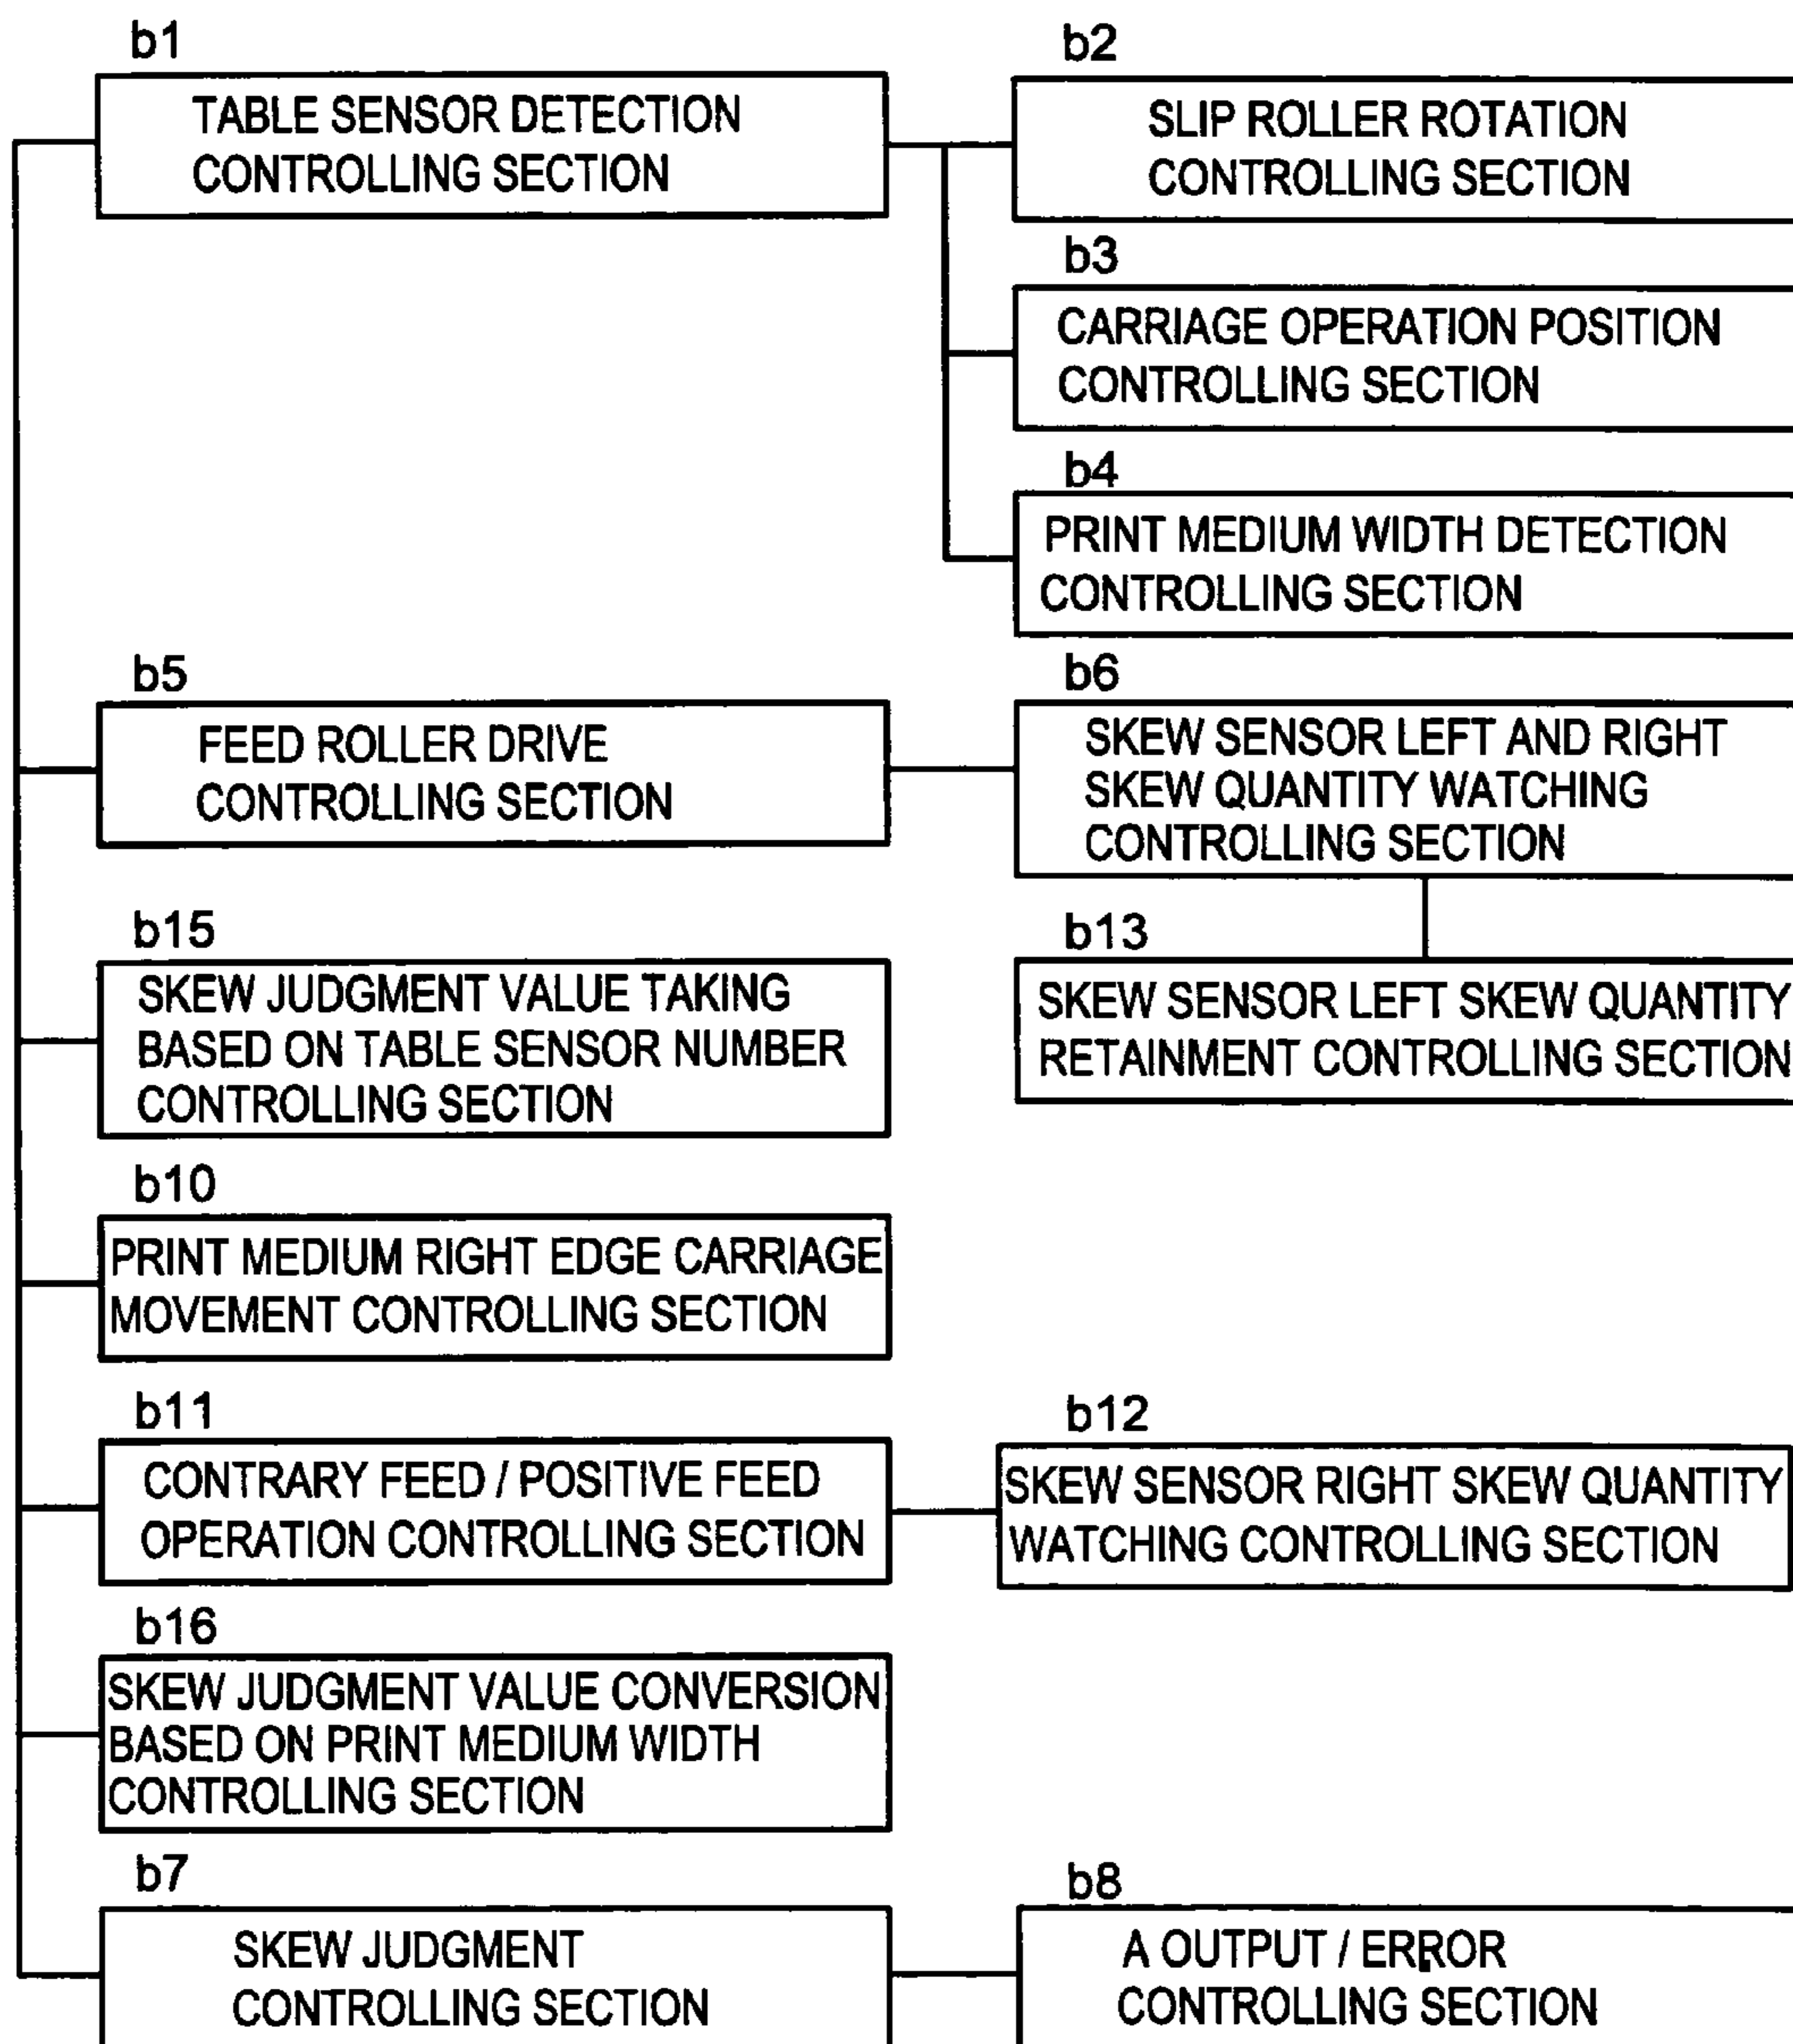 b1
TABLE SENSOR DETECTION
CONTROLLING SECTION
b2
SLIP ROLLER ROTATION
CONTROLLING SECTION
b3
CARRIAGE OPERATION POSITION
CONTROLLING SECTION
b4
PRINT MEDIUM WIDTH DETECTION
CONTROLLING SECTION
b5
FEED ROLLER DRIVE
CONTROLLING SECTION
b6
SKEW SENSOR LEFT AND RIGHT
SKEW QUANTITY WATCHING
CONTROLLING SECTION
b15
SKEW JUDGMENT VALUE TAKING
BASED ON TABLE SENSOR NUMBER
CONTROLLING SECTION
b13
SKEW SENSOR LEFT SKEW QUANTITY
RETAINMENT CONTROLLING SECTION
b10
PRINT MEDIUM RIGHT EDGE CARRIAGE
MOVEMENT CONTROLLING SECTION
b11
CONTRARY FEED / POSITIVE FEED
OPERATION CONTROLLING SECTION
b12
SKEW SENSOR RIGHT SKEW QUANTITY
WATCHING CONTROLLING SECTION
b16
SKEW JUDGMENT VALUE CONVERSION
BASED ON PRINT MEDIUM WIDTH
CONTROLLING SECTION
b7
SKEW JUDGMENT
CONTROLLING SECTION
b8
A OUTPUT / ERROR
CONTROLLING SECTION